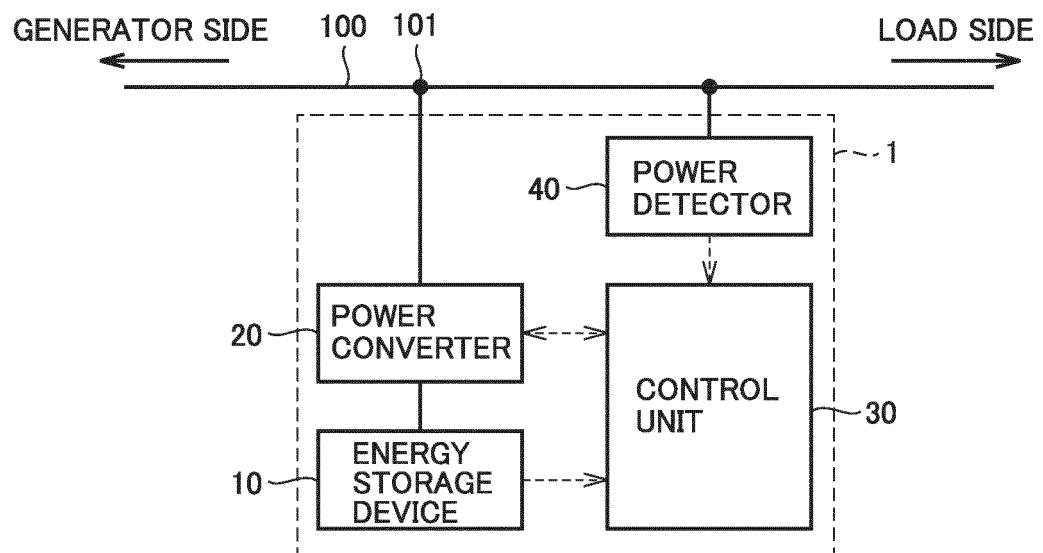 GENERATOR SIDE
100
101
LOAD SIDE
1
40
POWER
DETECTOR
20
POWER
CONVERTER
CONTROL
UNIT
30
10
ENERGY
STORAGE
DEVICE